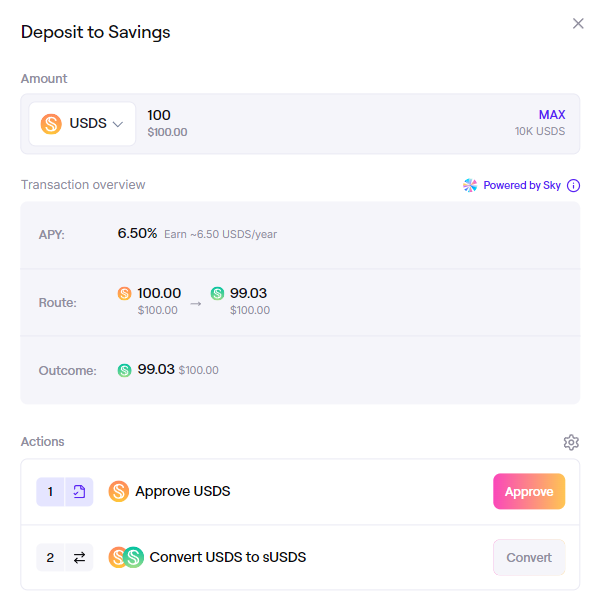 Deposit to Savings
Amount
USDS 100 MAX
$100.00 10K USDS
Transaction overview Powered by Sky
APY: 6.50% Earn ~6.50 USDS/year
Route: 100.00 → 99.03
$100.00 $100.00
Outcome: 99.03 $100.00
Actions
1 Approve USDS Approve
2 Convert USDS to sUSDS Convert